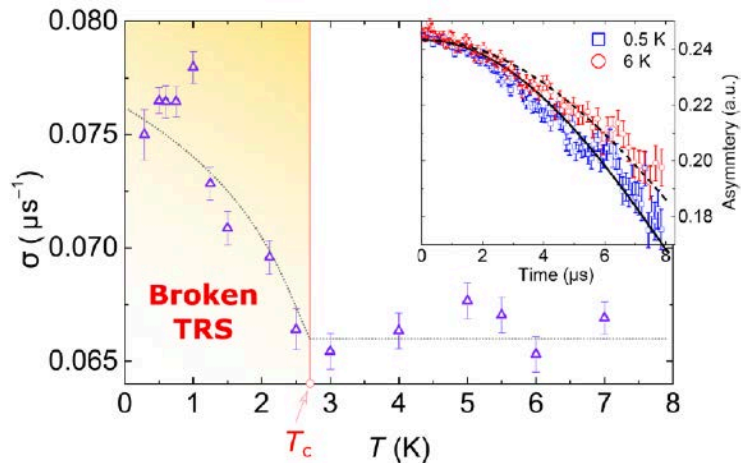 0.080
0.075
0.070
0.065
σ (μs⁻¹)
Broken
TRS
0 1 2 3 4 5 6 7 8
T_c
T (K)
0.5 K
6 K
0.24
0.22
0.20
0.18
Asymmtery (a.u.)
0 2 4 6 8
Time (μs)